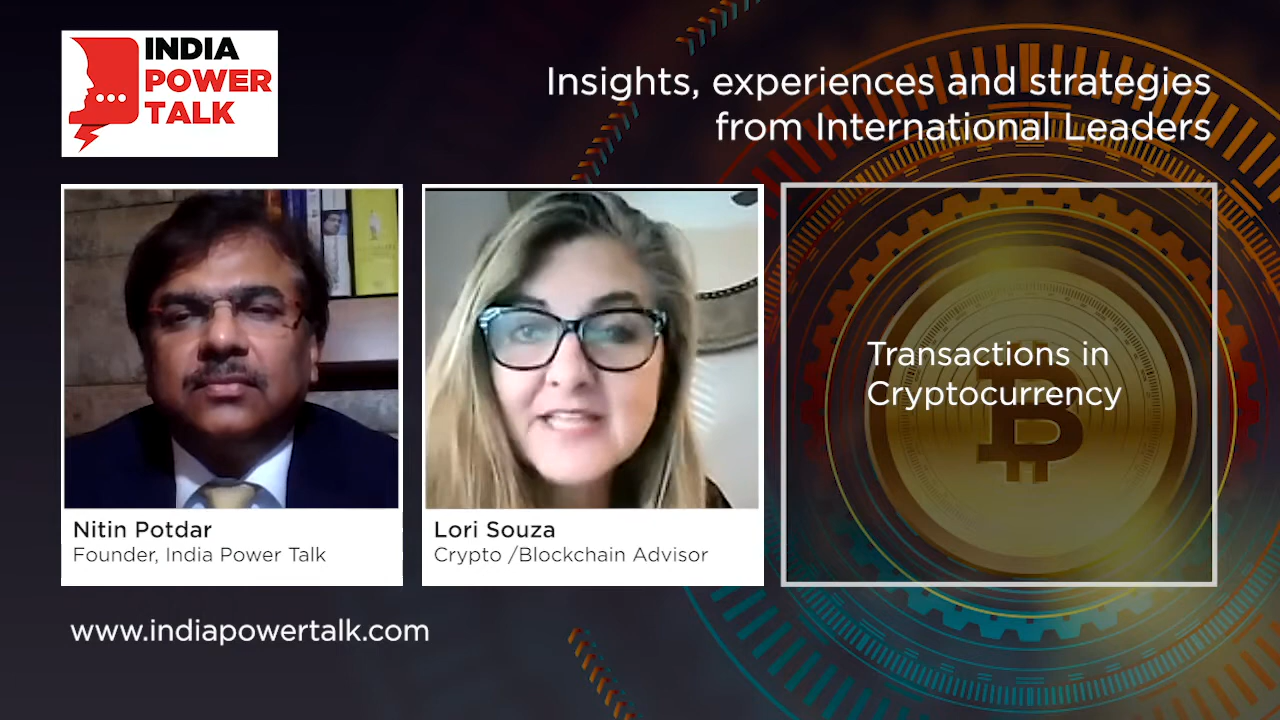 INDIA
POWER
TALK
Insights, experiences and strategies
from International Leaders
Transactions in
Cryptocurrency
Nitin Potdar
Founder, India Power Talk
Lori Souza
Crypto /Blockchain Advisor
www.indiapowertalk.com